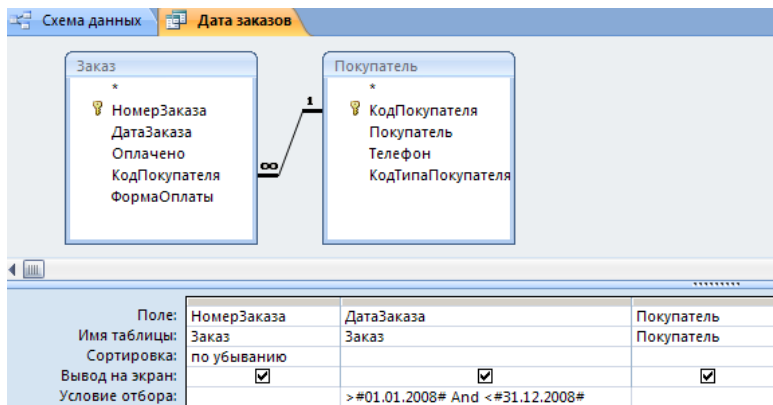 Схема данных Дата заказов
Заказ
*
НомерЗаказа
ДатаЗаказа
Оплачено
КодПокупателя
ФормаОплаты
∞
1
Покупатель
*
КодПокупателя
Покупатель
Телефон
КодТипаПокупателя
Поле: НомерЗаказа ДатаЗаказа Покупатель
Имя таблицы: Заказ Заказ Покупатель
Сортировка: по убыванию
Вывод на экран:
Условие отбора: >#01.01.2008# And <#31.12.2008#